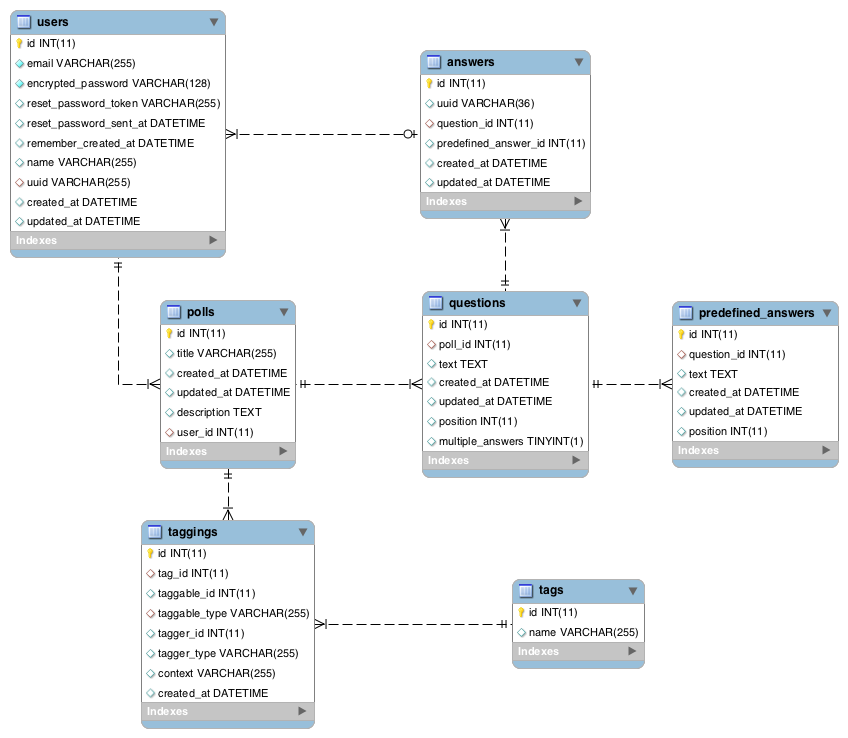 users
id INT(11)
email VARCHAR(255)
encrypted_password VARCHAR(128)
reset_password_token VARCHAR(255)
reset_password_sent_at DATETIME
remember_created_at DATETIME
name VARCHAR(255)
uuid VARCHAR(255)
created_at DATETIME
updated_at DATETIME
Indexes
answers
id INT(11)
uuid VARCHAR(36)
question_id INT(11)
predefined_answer_id INT(11)
created_at DATETIME
updated_at DATETIME
Indexes
polls
id INT(11)
title VARCHAR(255)
created_at DATETIME
updated_at DATETIME
description TEXT
user_id INT(11)
Indexes
questions
id INT(11)
poll_id INT(11)
text TEXT
created_at DATETIME
updated_at DATETIME
position INT(11)
multiple_answers TINYINT(1)
Indexes
predefined_answers
id INT(11)
question_id INT(11)
text TEXT
created_at DATETIME
updated_at DATETIME
position INT(11)
Indexes
taggings
id INT(11)
tag_id INT(11)
taggable_id INT(11)
taggable_type VARCHAR(255)
tagger_id INT(11)
tagger_type VARCHAR(255)
context VARCHAR(255)
created_at DATETIME
Indexes
tags
id INT(11)
name VARCHAR(255)
Indexes